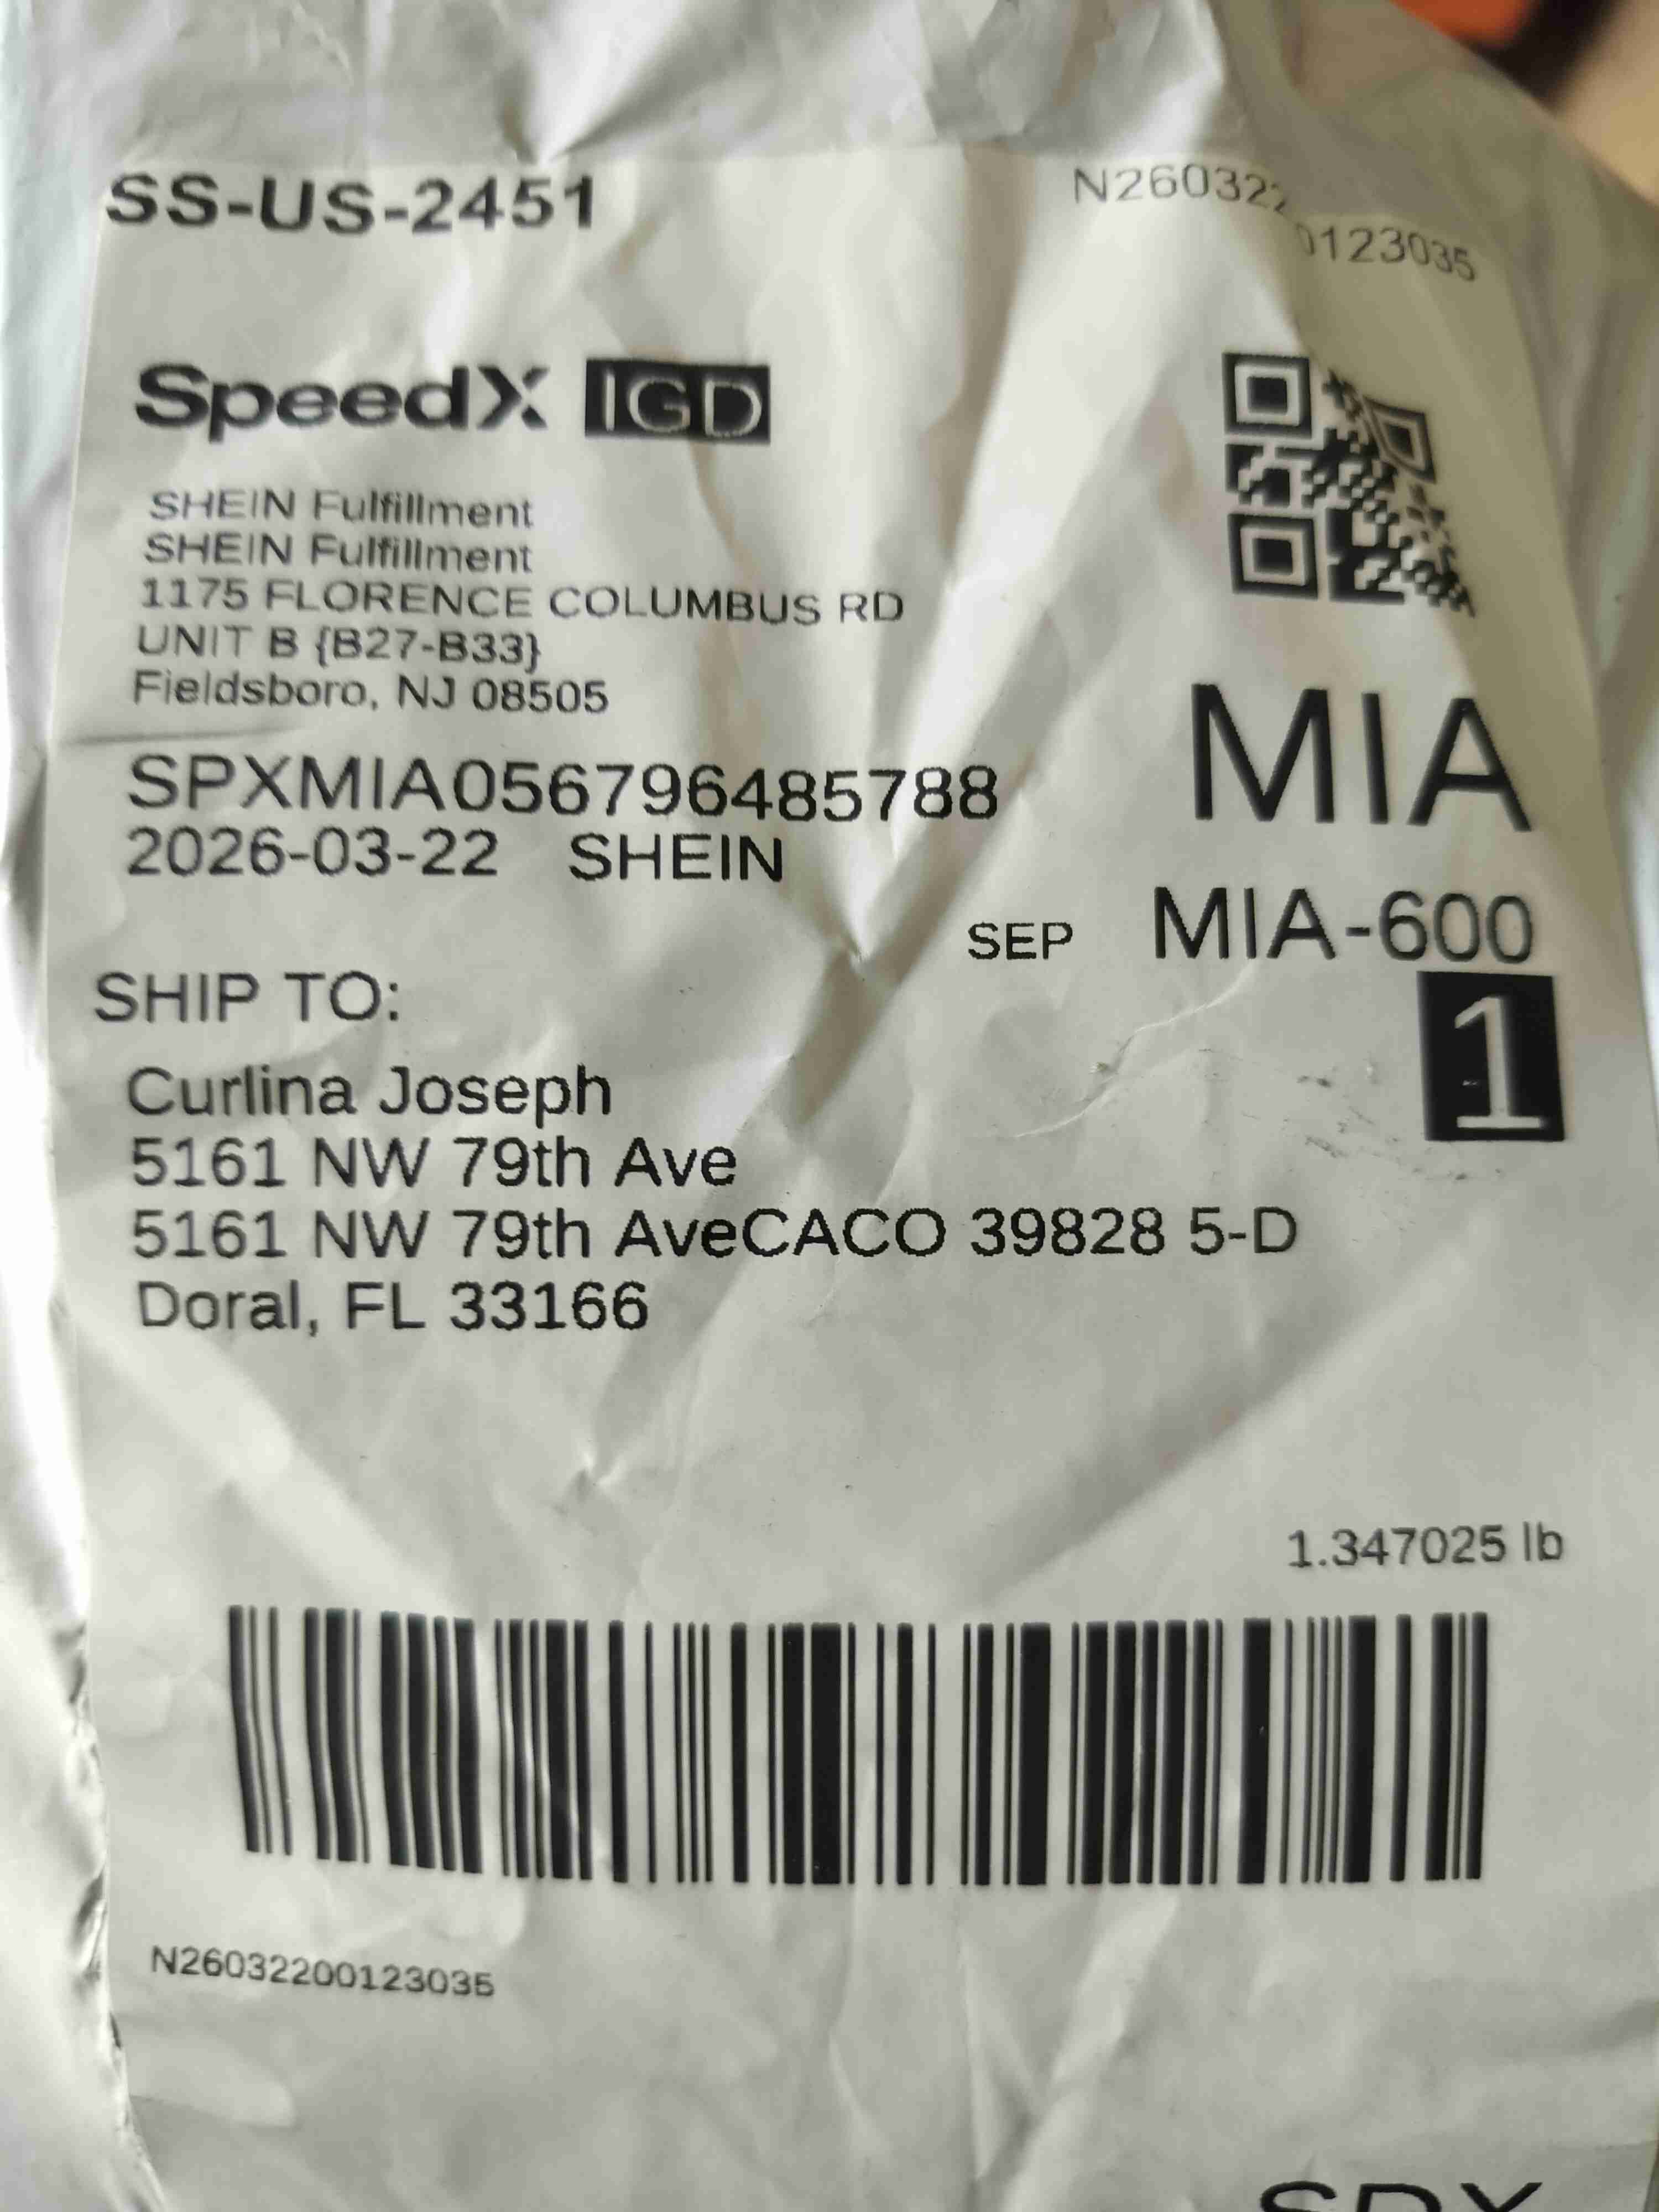 SS-US-2451
N260322
0123035
SpeedX IGD
SHEIN Fulfillment
SHEIN Fulfillment
1175 FLORENCE COLUMBUS RD
UNIT B {B27-B33}
Fieldsboro, NJ 08505
MIA
SPXMIA056796485788
2026-03-22 SHEIN
SEP MIA-600
1
SHIP TO:
Curlina Joseph
5161 NW 79th Ave
5161 NW 79th AveCACO 39828 5-D
Doral, FL 33166
1.347025 lb
N26032200123035